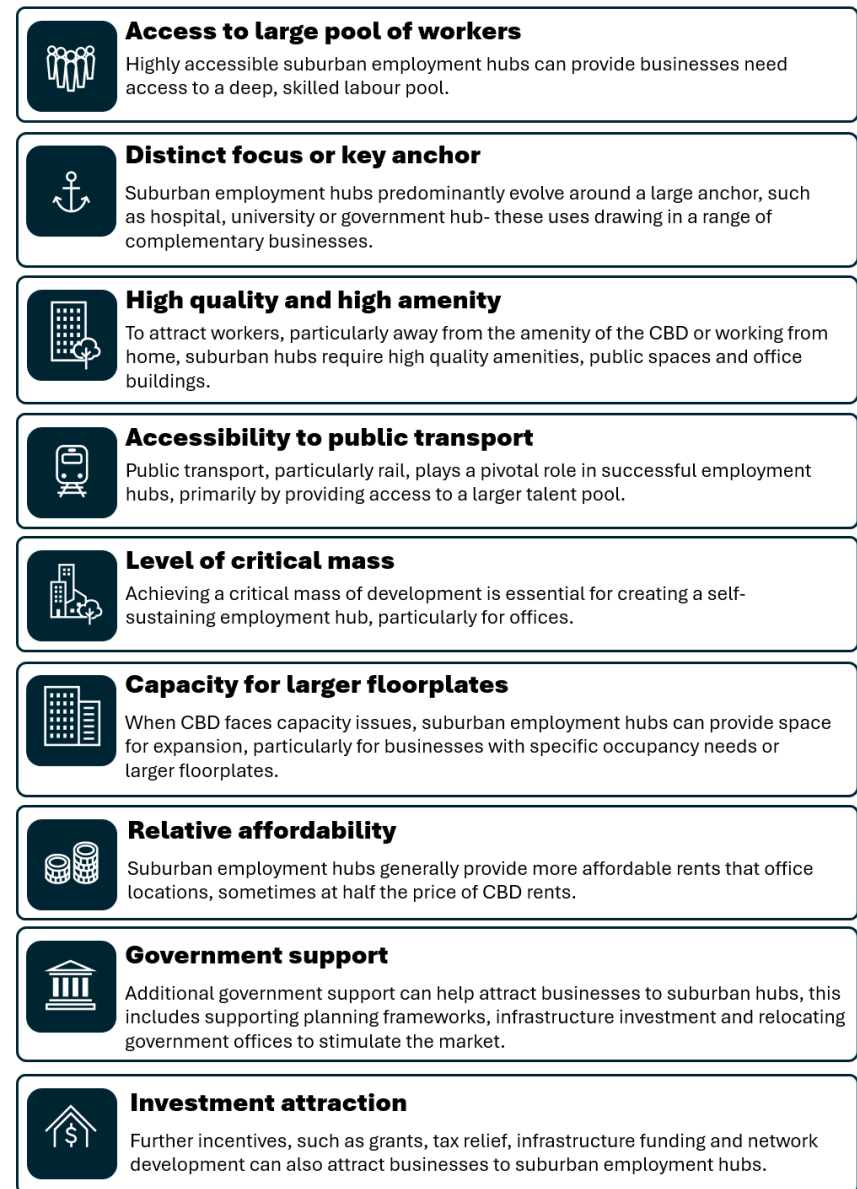 Access to large pool of workers
Highly accessible suburban employment hubs can provide businesses need
access to a deep, skilled labour pool.
Distinct focus or key anchor
Suburban employment hubs predominantly evolve around a large anchor, such
as hospital, university or government hub- these uses drawing in a range of
complementary businesses.
High quality and high amenity
To attract workers, particularly away from the amenity of the CBD or working from
home, suburban hubs require high quality amenities, public spaces and office
buildings.
Accessibility to public transport
Public transport, particularly rail, plays a pivotal role in successful employment
hubs, primarily by providing access to a larger talent pool.
Level of critical mass
Achieving a critical mass of development is essential for creating a self-
sustaining employment hub, particularly for offices.
Capacity for larger floorplates
When CBD faces capacity issues, suburban employment hubs can provide space
for expansion, particularly for businesses with specific occupancy needs or
larger floorplates.
Relative affordability
Suburban employment hubs generally provide more affordable rents that office
locations, sometimes at half the price of CBD rents.
Government support
Additional government support can help attract businesses to suburban hubs, this
includes supporting planning frameworks, infrastructure investment and relocating
government offices to stimulate the market.
$
Investment attraction
Further incentives, such as grants, tax relief, infrastructure funding and network
development can also attract businesses to suburban employment hubs.